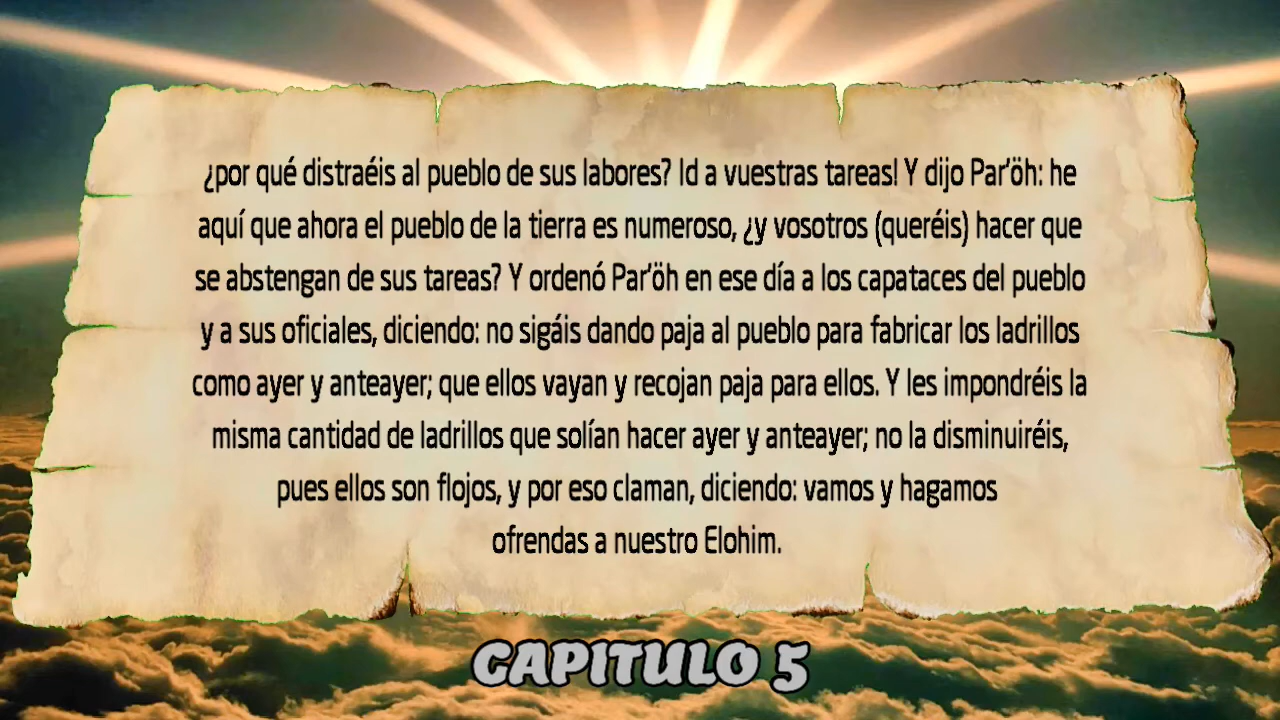 ¿por qué distraéis al pueblo de sus labores? Id a vuestras tareas! Y dijo Par'öh: he
aquí que ahora el pueblo de la tierra es numeroso, ¿y vosotros (queréis) hacer que
se abstengan de sus tareas? Y ordenó Par'öh en ese día a los capataces del pueblo
y a sus oficiales, diciendo: no sigáis dando paja al pueblo para fabricar los ladrillos
como ayer y anteayer; que ellos vayan y recojan paja para ellos. Y les impondréis la
misma cantidad de ladrillos que solían hacer ayer y anteayer; no la disminuiréis,
pues ellos son flojos, y por eso claman, diciendo: vamos y hagamos
ofrendas a nuestro Elohim.
CAPITULO 5